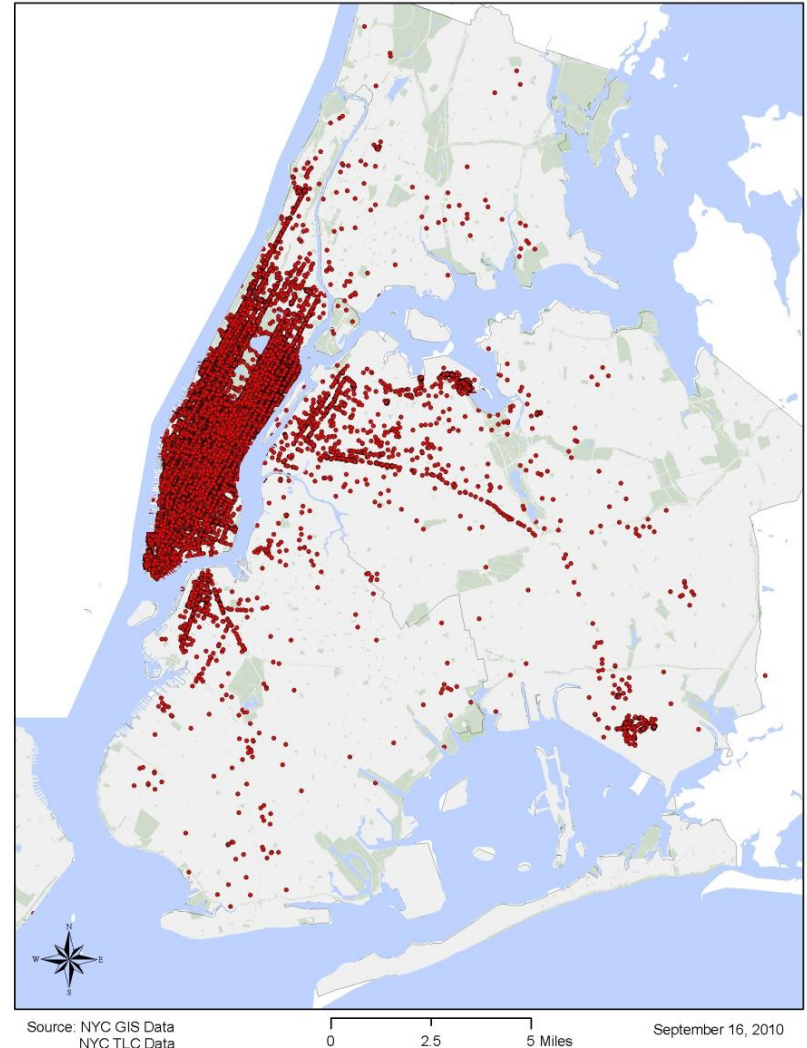 N
W E
S
Source: NYC GIS Data
NYC TLC Data
0 2.5 5 Miles
September 16, 2010